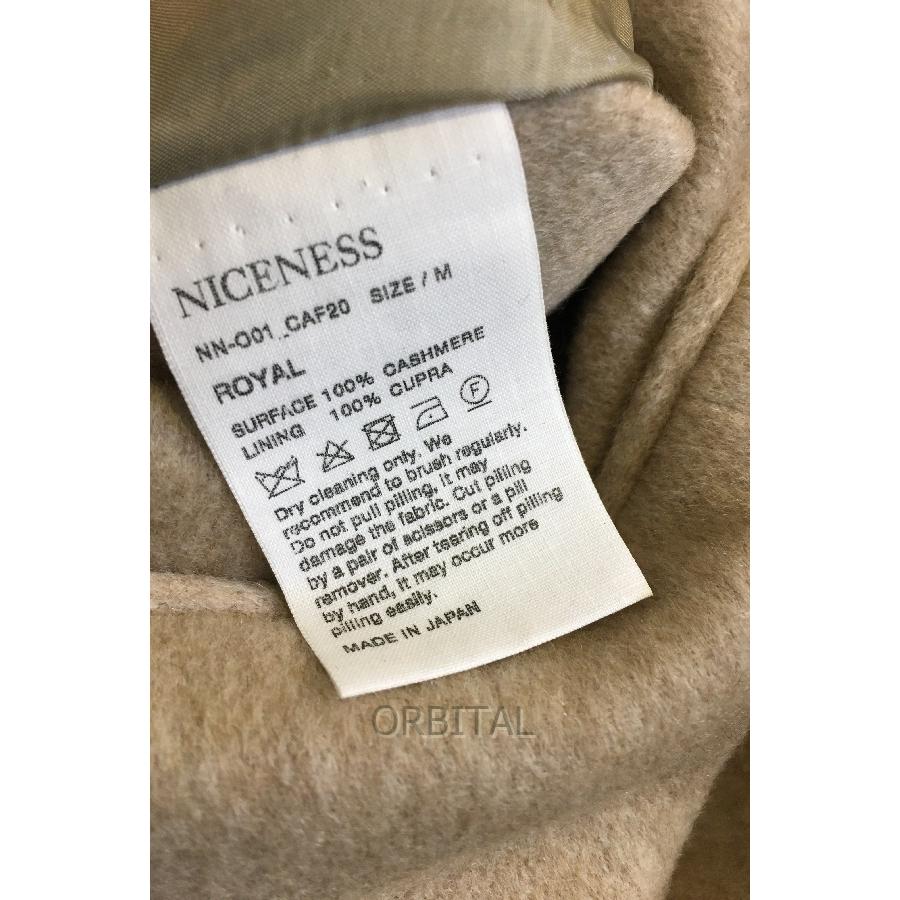 NICENESS
NN-O01_CAF20 SIZE / M
ROYAL
SURFACE 100% CASHMERE
LINING 100% CUPRA
F
Dry cleaning only. We
recommend to brush regularly.
Do not pull pilling, it may
damage the fabric. Cut pilling
by a pair of scissors or a pill
remover. After tearing off pilling
by hand, it may occur more
pilling easily.
MADE IN JAPAN
ORBITAL